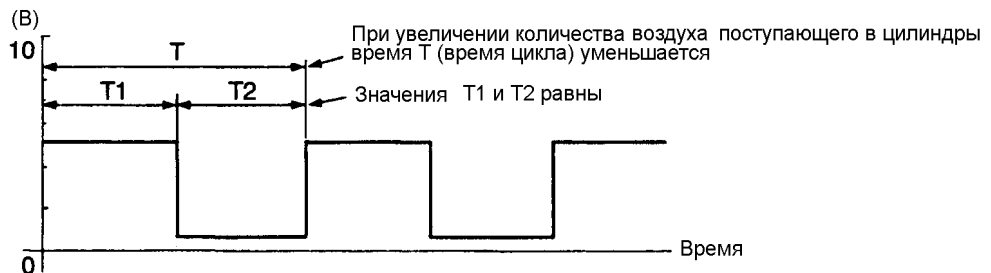 (В)
10
T
При увеличении количества воздуха поступающего в цилиндры
время Т (время цикла) уменьшается
T1
T2
Значения T1 и T2 равны
Время
0